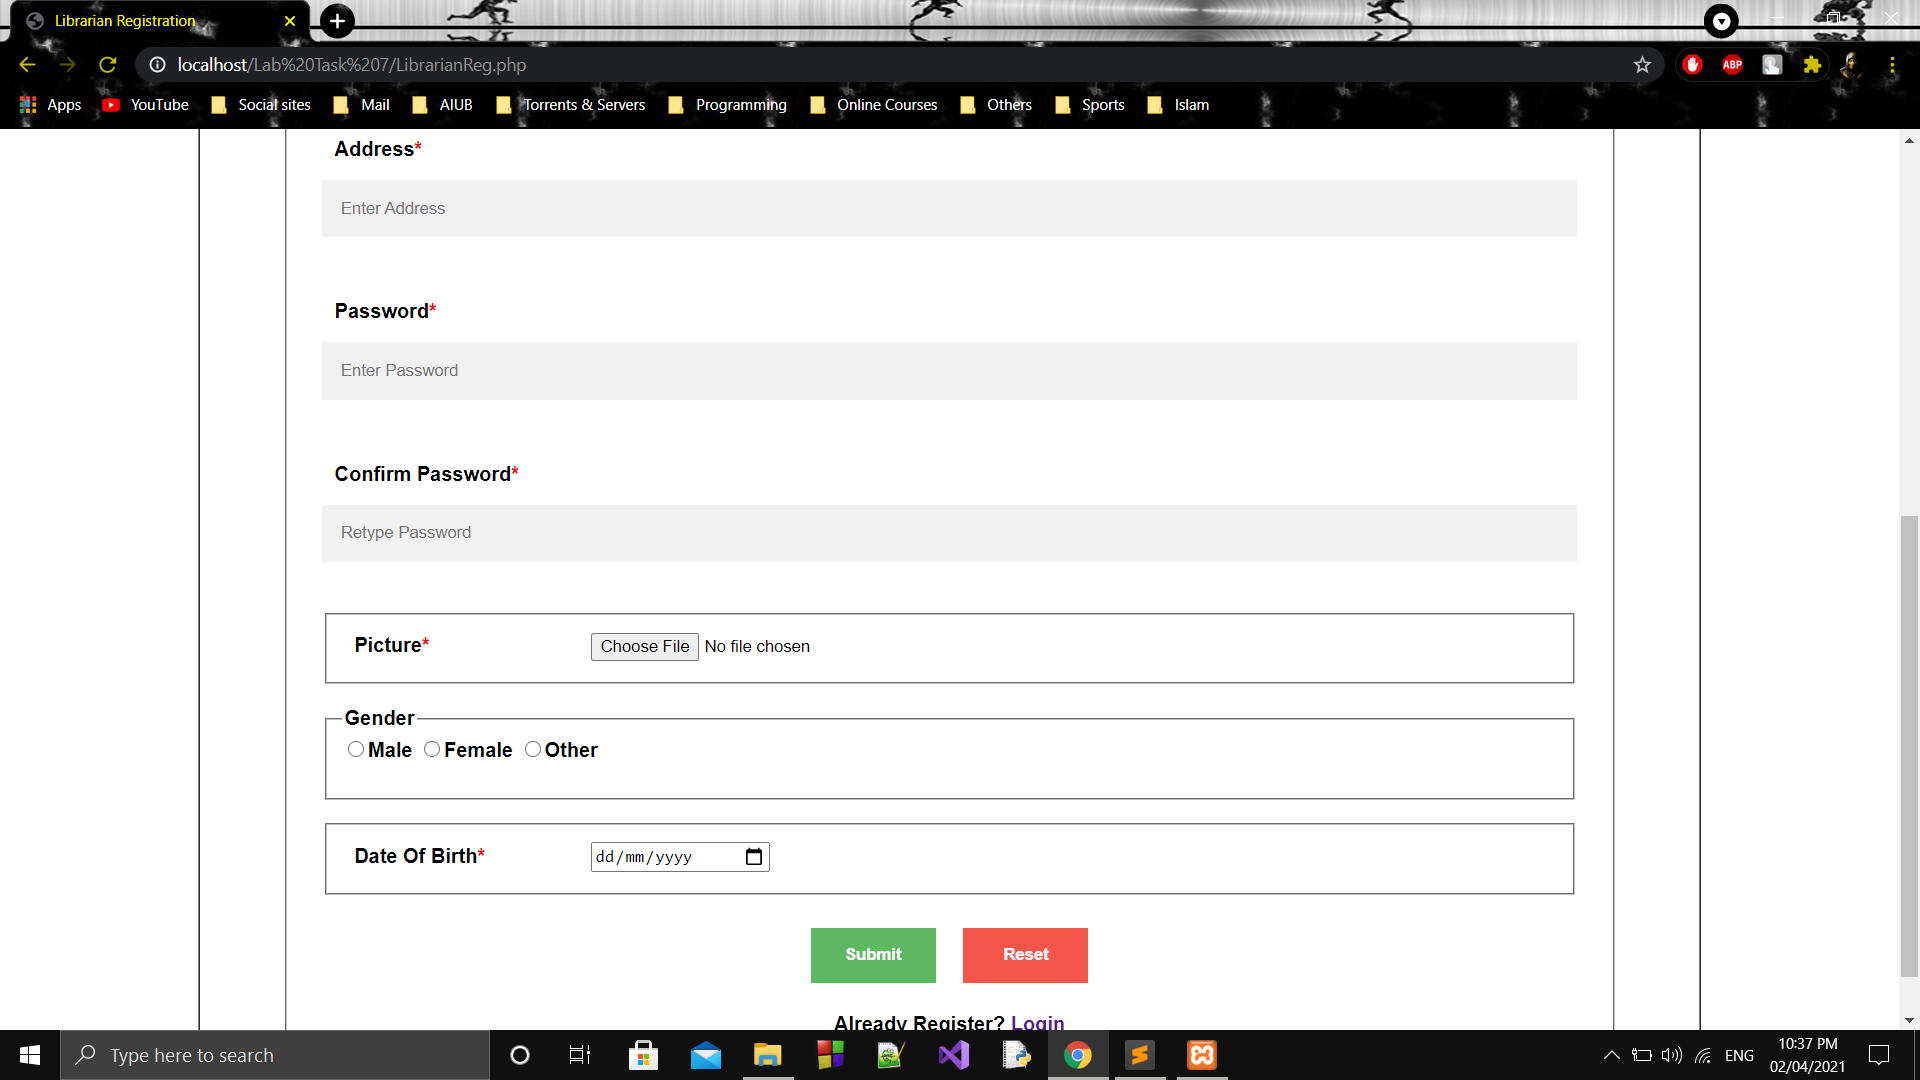 Librarian Registration
localhost/Lab%20Task%207/LibrarianReg.php
ABP
Apps YouTube Social sites Mail AIUB Torrents & Servers Programming Online Courses Others Sports Islam
Address*
Enter Address
Password*
Enter Password
Confirm Password*
Retype Password
Picture* Choose File No file chosen
Gender
Male Female Other
Date Of Birth* dd/mm/yyyy
Submit Reset
Already Register? Login
Type here to search
ENG
10:37 PM
02/04/2021